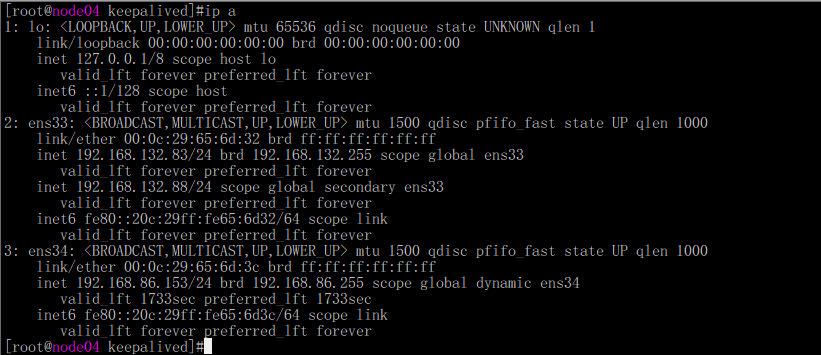 [root@node04 keepalived]#ip a
1: lo: <LOOPBACK,UP,LOWER_UP> mtu 65536 qdisc noqueue state UNKNOWN qlen 1
    link/loopback 00:00:00:00:00:00 brd 00:00:00:00:00:00
    inet 127.0.0.1/8 scope host lo
       valid_lft forever preferred_lft forever
    inet6 ::1/128 scope host
       valid_lft forever preferred_lft forever
2: ens33: <BROADCAST,MULTICAST,UP,LOWER_UP> mtu 1500 qdisc pfifo_fast state UP qlen 1000
    link/ether 00:0c:29:65:6d:32 brd ff:ff:ff:ff:ff:ff
    inet 192.168.132.83/24 brd 192.168.132.255 scope global ens33
       valid_lft forever preferred_lft forever
    inet 192.168.132.88/24 scope global secondary ens33
       valid_lft forever preferred_lft forever
    inet6 fe80::20c:29ff:fe65:6d32/64 scope link
       valid_lft forever preferred_lft forever
3: ens34: <BROADCAST,MULTICAST,UP,LOWER_UP> mtu 1500 qdisc pfifo_fast state UP qlen 1000
    link/ether 00:0c:29:65:6d:3c brd ff:ff:ff:ff:ff:ff
    inet 192.168.86.153/24 brd 192.168.86.255 scope global dynamic ens34
       valid_lft 1733sec preferred_lft 1733sec
    inet6 fe80::20c:29ff:fe65:6d3c/64 scope link
       valid_lft forever preferred_lft forever
[root@node04 keepalived]#